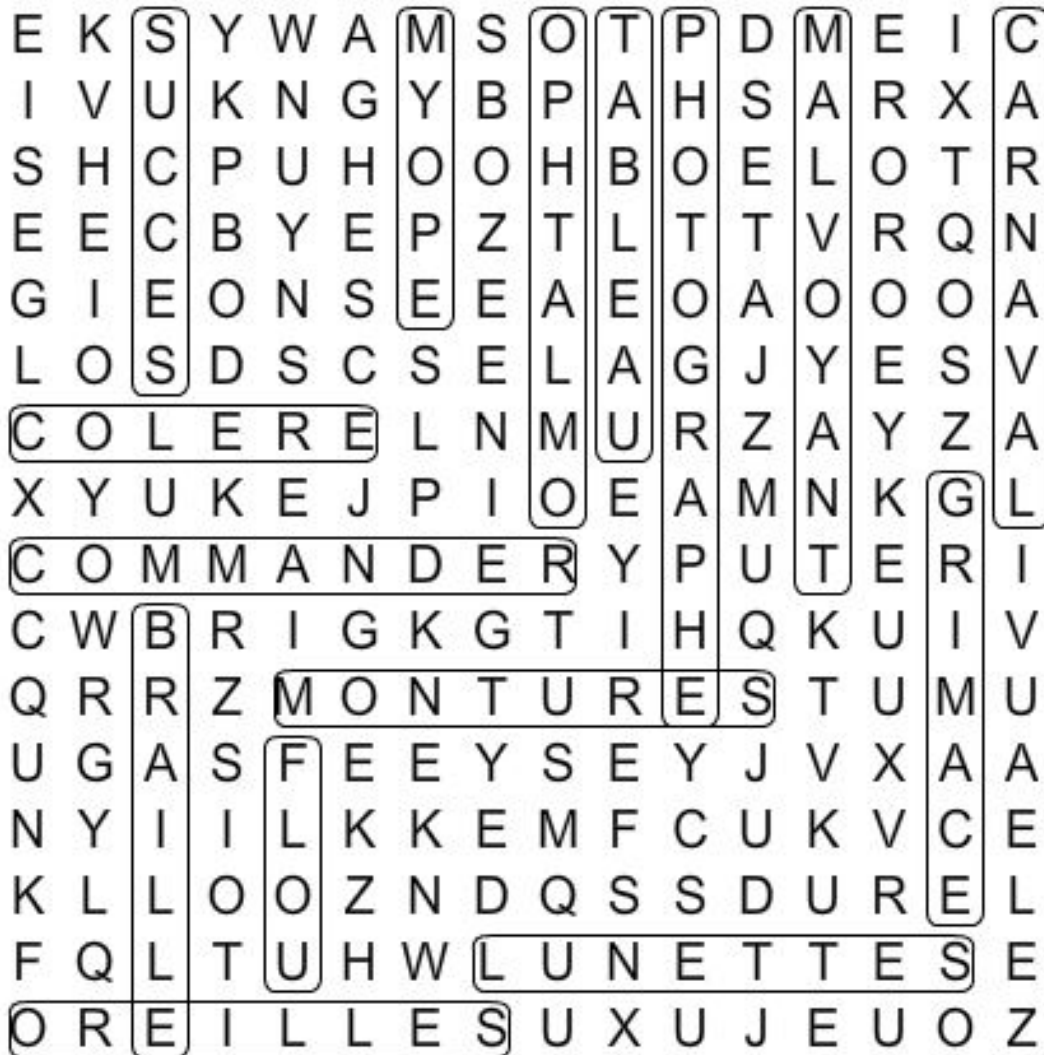 E K S Y W A M S O T P D M E I C
I V U K N G Y B P A H S A R X A
S H C P U H O O H B O E L O T R
E E C B Y E P Z T L T T V R Q N
G I E O N S E E A E O A O O O A
L O S D S C S E L A G J Y E S V
C O L E R E L N M U R Z A Y Z A
X Y U K E J P I O E A M N K G L
C O M M A N D E R Y P U T E R I
C W B R I G K G T I H Q K U I V
Q R R Z M O N T U R E S T U M U
U G A S F E E Y S E Y J V X A A
N Y I I L K K E M F C U K V C E
K L L O O Z N D Q S S D U R E L
F Q L T U H W L U N E T T E S E
O R E I L L E S U X U J E U O Z